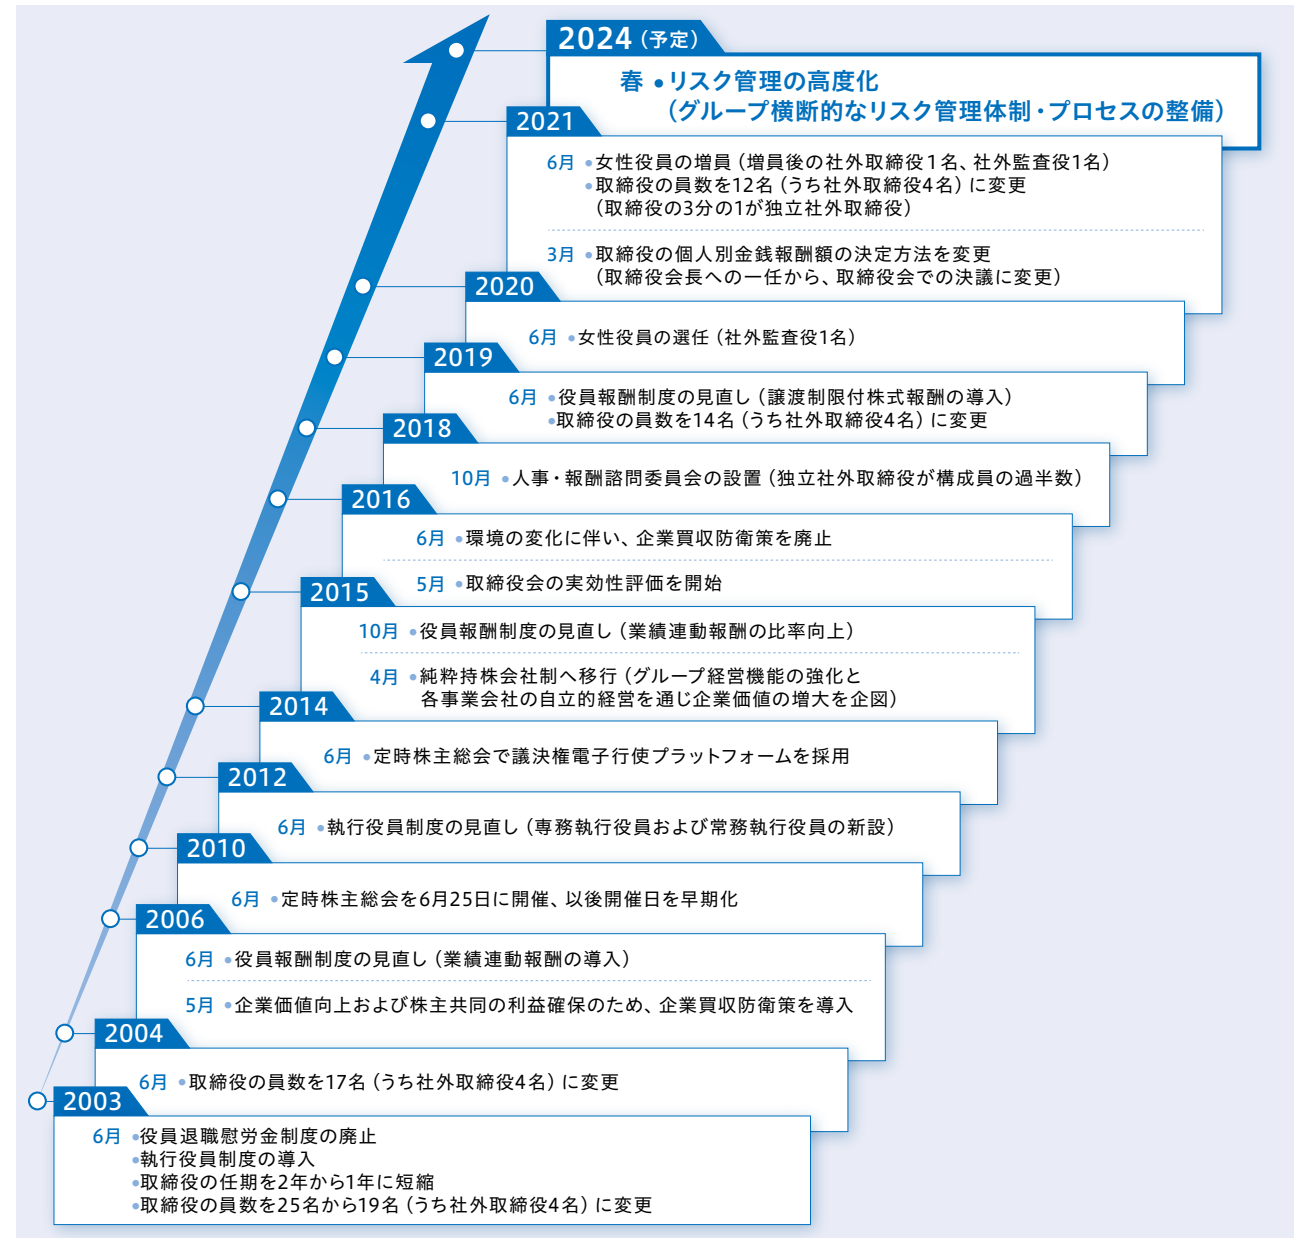 2024（予定）
春 •リスク管理の高度化
（グループ横断的なリスク管理体制・プロセスの整備）
2021
6月 •女性役員の増員（増員後の社外取締役１名、社外監査役1名）
•取締役の員数を12名（うち社外取締役4名）に変更
（取締役の3分の1が独立社外取締役）
3月 •取締役の個人別金銭報酬額の決定方法を変更
（取締役会長への一任から、取締役会での決議に変更）
2020
6月 •女性役員の選任（社外監査役1名）
2019
6月 •役員報酬制度の見直し（譲渡制限付株式報酬の導入）
•取締役の員数を14名（うち社外取締役4名）に変更
2018
10月 •人事・報酬諮問委員会の設置（独立社外取締役が構成員の過半数）
2016
6月 •環境の変化に伴い、企業買収防衛策を廃止
5月 •取締役会の実効性評価を開始
2015
10月 •役員報酬制度の見直し（業績連動報酬の比率向上）
4月 •純粋持株会社制へ移行（グループ経営機能の強化と
各事業会社の自立的経営を通じ企業価値の増大を企図）
2014
6月 •定時株主総会で議決権電子行使プラットフォームを採用
2012
6月 •執行役員制度の見直し（専務執行役員および常務執行役員の新設）
2010
6月 •定時株主総会を6月25日に開催、以後開催日を早期化
2006
6月 •役員報酬制度の見直し（業績連動報酬の導入）
5月 •企業価値向上および株主共同の利益確保のため、企業買収防衛策を導入
2004
6月 •取締役の員数を17名（うち社外取締役4名）に変更
2003
6月 •役員退職慰労金制度の廃止
•執行役員制度の導入
•取締役の任期を2年から1年に短縮
•取締役の員数を25名から19名（うち社外取締役4名）に変更